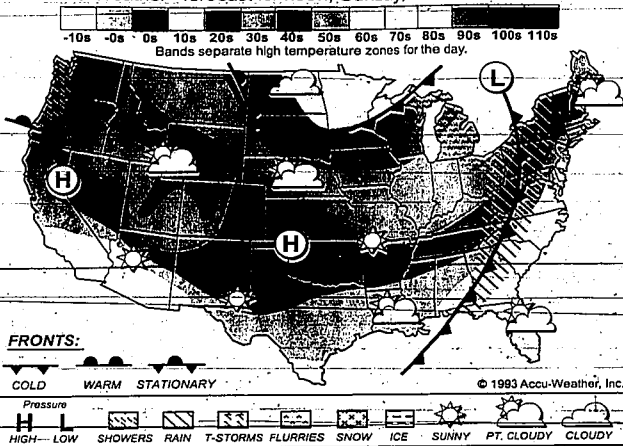 -10s -0s 0s 10s 20s 30s 40s 50s 60s 70s 80s 90s 100s 110s
Bands separate high temperature zones for the day.
L
H
H
FRONTS:
COLD WARM STATIONARY
© 1993 Accu-Weather, Inc.
Pressure
H L
HIGH LOW SHOWERS RAIN T-STORMS FLURRIES SNOW ICE SUNNY PT. CLOUDY CLOUDY